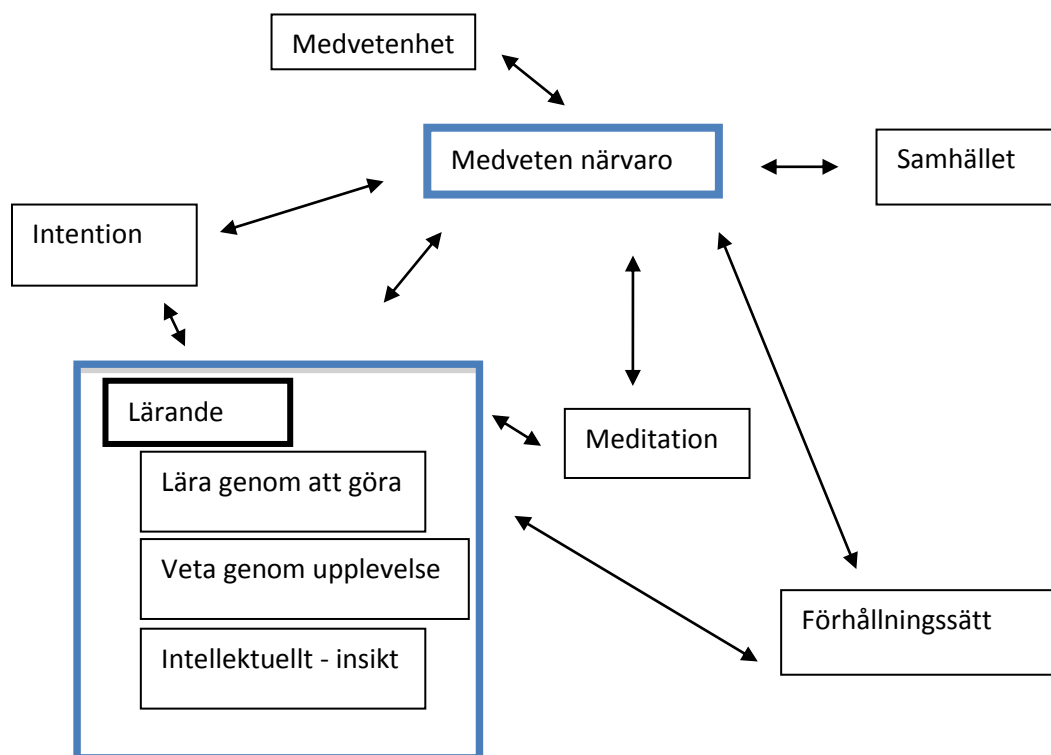 Medvetenhet
Medveten närvaro
Samhället
Intention
Lärande
Lära genom att göra
Meditation
Veta genom upplevelse
Förhållningssätt
Intellektuellt - insikt